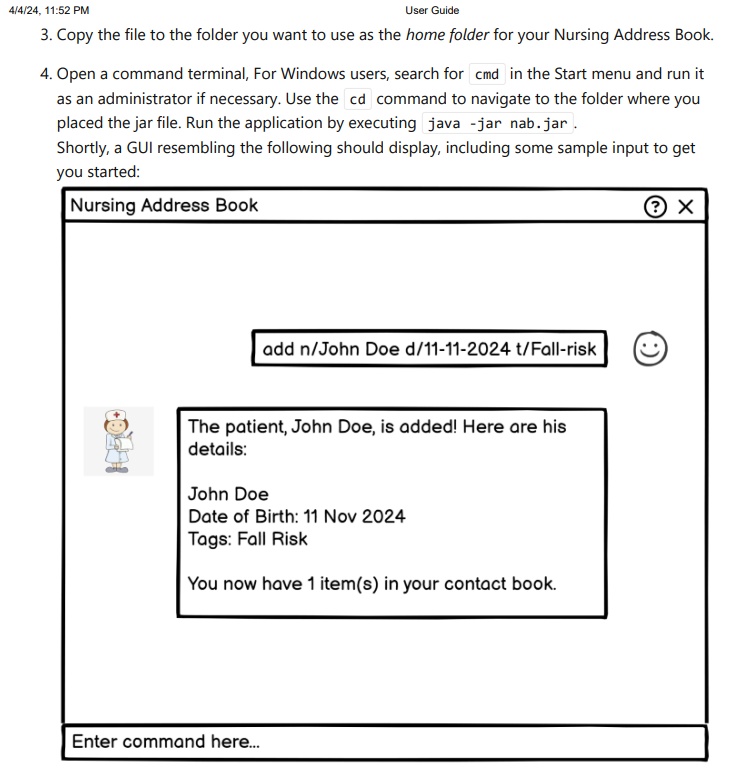 4/4/24, 11:52 PM
User Guide
3. Copy the file to the folder you want to use as the home folder for your Nursing Address Book.
4. Open a command terminal, For Windows users, search for cmd in the Start menu and run it
as an administrator if necessary. Use the cd command to navigate to the folder where you
placed the jar file. Run the application by executing java -jar nab.jar .
Shortly, a GUI resembling the following should display, including some sample input to get
you started:
Nursing Address Book
add n/John Doe d/11-11-2024 t/Fall-risk
The patient, John Doe, is added! Here are his
details:
John Doe
Date of Birth: 11 Nov 2024
Tags: Fall Risk
You now have 1 item(s) in your contact book.
Enter command here...